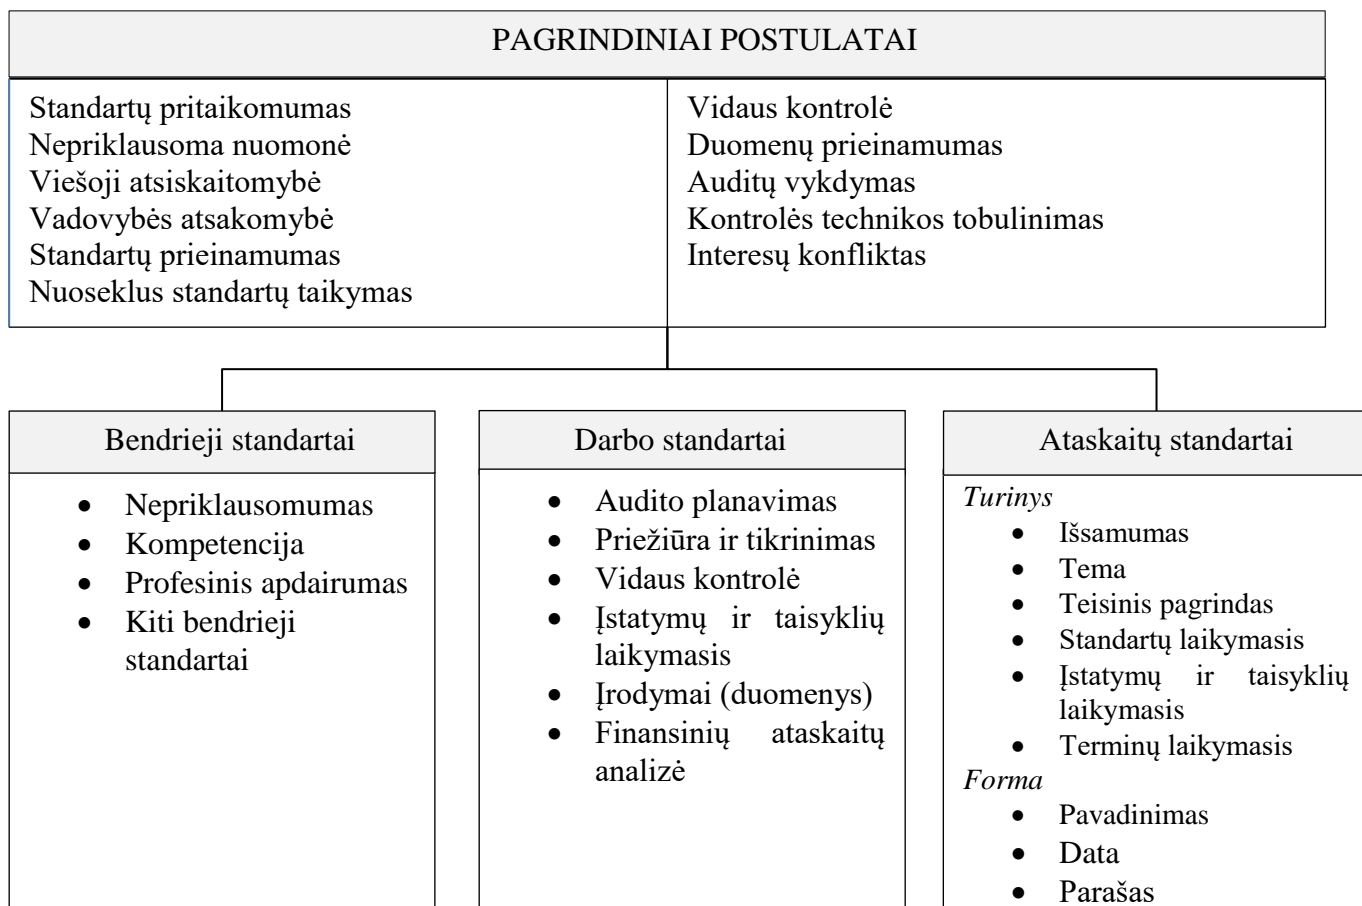 PAGRINDINIAI POSTULATAI
Standartų pritaikomumas
Nepriklausoma nuomonė
Viešoji atsiskaitomybė
Vadovybės atsakomybė
Standartų prieinamumas
Nuoseklus standartų taikymas
Vidaus kontrolė
Duomenų prieinamumas
Auditų vykdymas
Kontrolės technikos tobulinimas
Interesų konfliktas
Bendrieji standartai
• Nepriklausomumas
• Kompetencija
• Profesinis apdairumas
• Kiti bendrieji
standartai
Darbo standartai
• Audito planavimas
• Priežiūra ir tikrinimas
• Vidaus kontrolė
• Įstatymų ir taisyklių
laikymasis
• Įrodymai (duomenys)
• Finansinių ataskaitų
analizė
Ataskaitų standartai
Turinys
• Išsamumas
• Tema
• Teisinis pagrindas
• Standartų laikymasis
• Įstatymų ir taisyklių
laikymasis
• Terminų laikymasis
Forma
• Pavadinimas
• Data
• Parašas